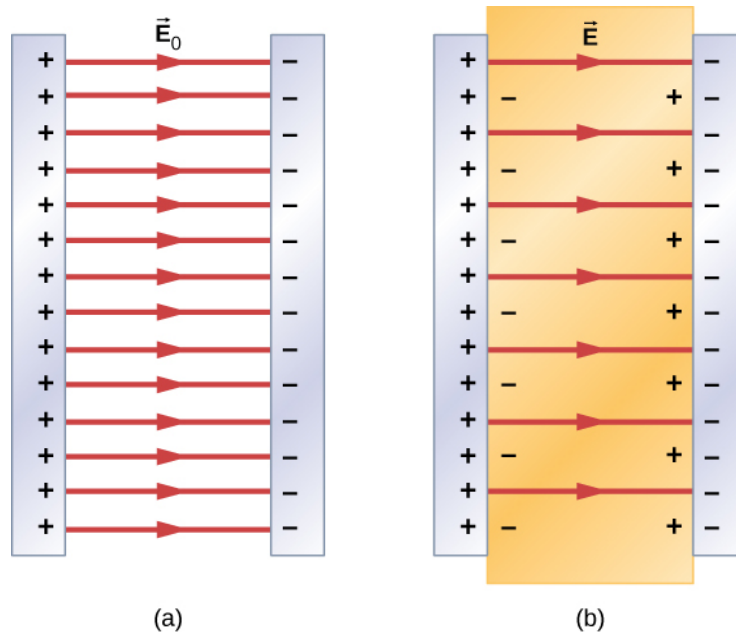 E⃗₀ E⃗
+ − + −
+ − + − + −
+ − + −
+ − + − + −
+ − + −
+ − + − + −
+ − + −
+ − + − + −
+ − + −
+ − + − + −
+ − + −
+ − + − + −
+ − + −
+ − + − + −
(a) (b)